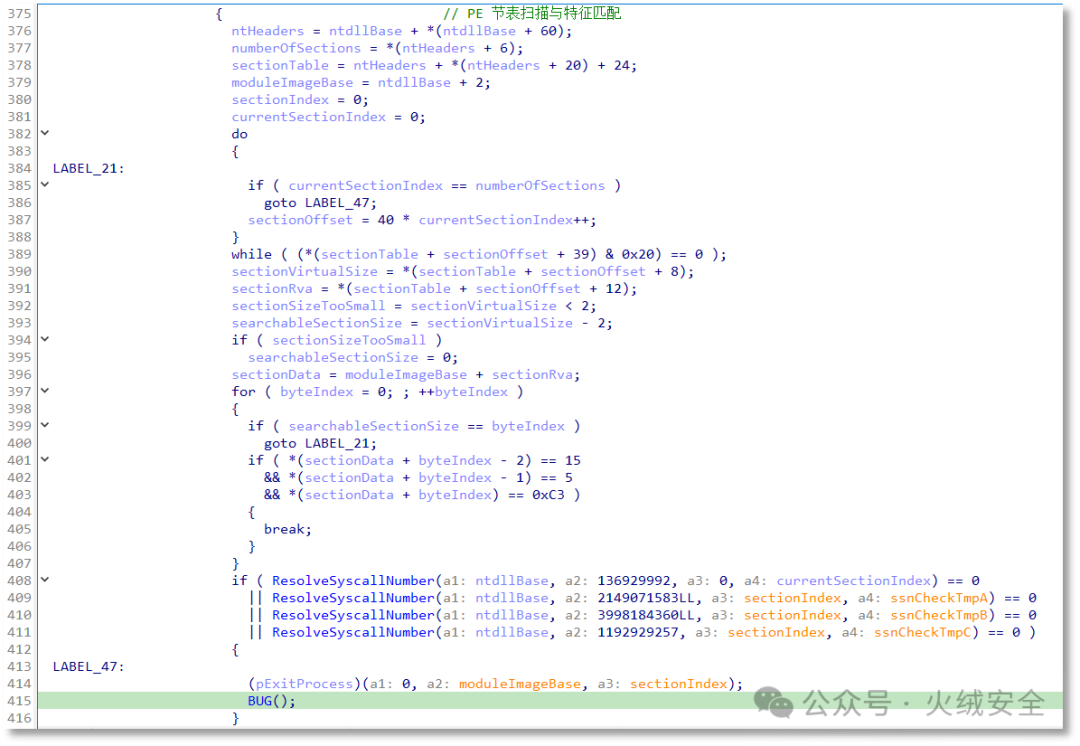 375 { // PE 节表扫描与特征匹配
376 ntHeaders = ntdllBase + *(ntdllBase + 60);
377 numberOfSections = *(ntHeaders + 6);
378 sectionTable = ntHeaders + *(ntHeaders + 20) + 24;
379 moduleImageBase = ntdllBase + 2;
380 sectionIndex = 0;
381 currentSectionIndex = 0;
382 do
383 {
384 LABEL_21:
385 if ( currentSectionIndex == numberOfSections )
386 goto LABEL_47;
387 sectionOffset = 40 * currentSectionIndex++;
388 }
389 while ( (*(sectionTable + sectionOffset + 39) & 0x20) == 0 );
390 sectionVirtualSize = *(sectionTable + sectionOffset + 8);
391 sectionRva = *(sectionTable + sectionOffset + 12);
392 sectionSizeTooSmall = sectionVirtualSize < 2;
393 searchableSectionSize = sectionVirtualSize - 2;
394 if ( sectionSizeTooSmall )
395 searchableSectionSize = 0;
396 sectionData = moduleImageBase + sectionRva;
397 for ( byteIndex = 0; ; ++byteIndex )
398 {
399 if ( searchableSectionSize == byteIndex )
400 goto LABEL_21;
401 if ( *(sectionData + byteIndex - 2) == 15
402 && *(sectionData + byteIndex - 1) == 5
403 && *(sectionData + byteIndex) == 0xC3 )
404 {
405 break;
406 }
407 }
408 if ( ResolveSyscallNumber(a1: ntdllBase, a2: 136929992, a3: 0, a4: currentSectionIndex) == 0
409 || ResolveSyscallNumber(a1: ntdllBase, a2: 2149071583LL, a3: sectionIndex, a4: ssnCheckTmpA) == 0
410 || ResolveSyscallNumber(a1: ntdllBase, a2: 3998184360LL, a3: sectionIndex, a4: ssnCheckTmpB) == 0
411 || ResolveSyscallNumber(a1: ntdllBase, a2: 1192929257, a3: sectionIndex, a4: ssnCheckTmpC) == 0 )
412 {
413 LABEL_47:
414 (pExitProcess)(a1: 0, a2: moduleImageBase, a3: sectionIndex);
415 BUG();
416 }
公众号 · 火绒安全